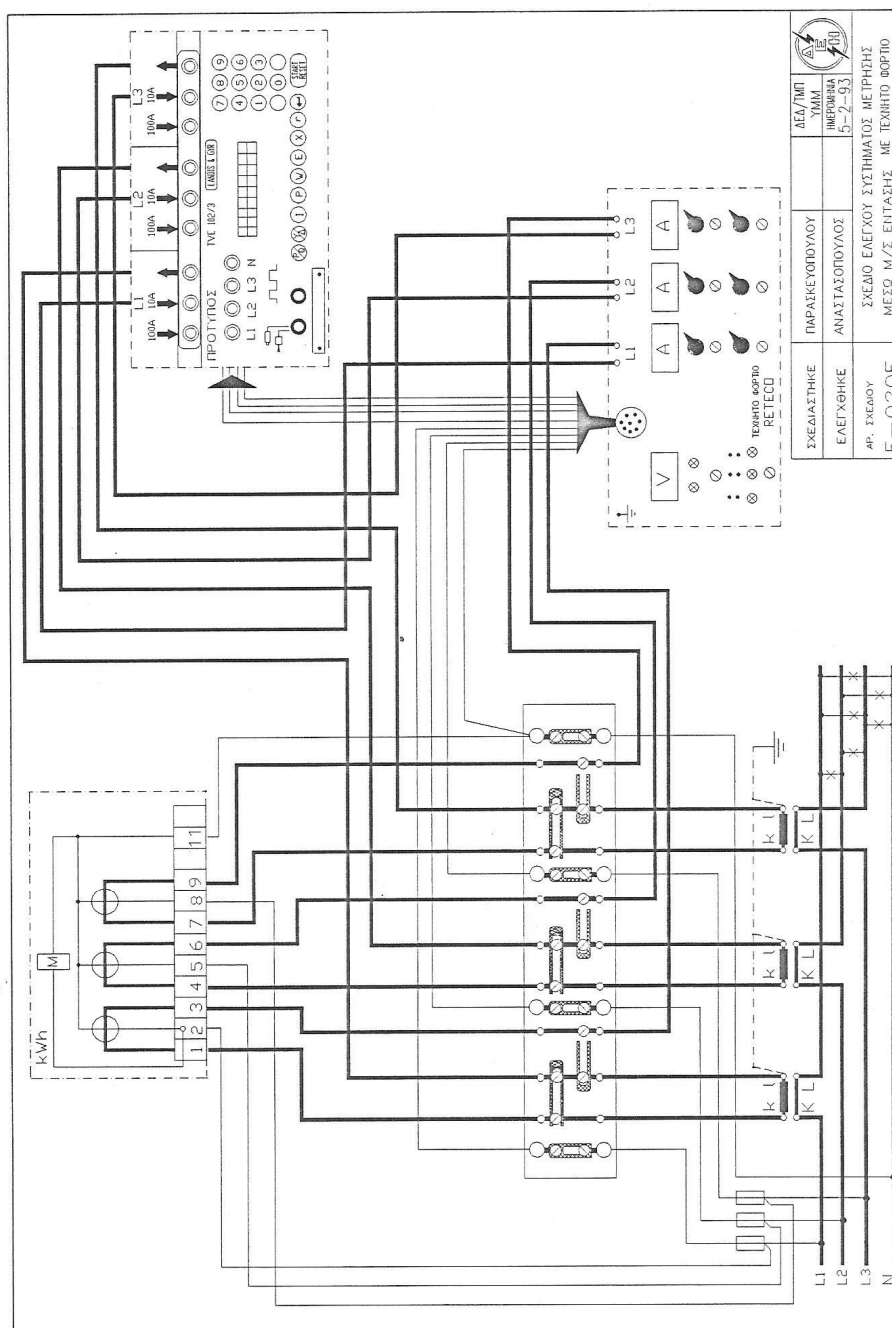 kWh
M
1 2 3 4 5 6 7 8 9 11
L1 L2 L3
100A 10A 100A 10A 100A 10A
ΠΡΟΤΥΠΟΣ TVE 102/3 LANDIS & GYR
L1 L2 L3 N
7 8 9
4 5 6
1 2 3
0
START
RESET
I P W E X r
L1 L2 L3
V A A A
ΤΕΧΝΗΤΟ ΦΟΡΤΙΟ
RETECO
k l k l k l
K L K L K L
L1
L2
L3
N
ΣΧΕΔΙΑΣΤΗΚΕ ΠΑΡΑΣΚΕΥΟΠΟΥΛΟΥ
ΕΛΕΓΧΘΗΚΕ ΑΝΑΣΤΑΣΟΠΟΥΛΟΣ
ΔΕΔ/ΤΜΠ
ΥΜΜ
ΗΜΕΡΟΜΗΝΙΑ
5-2-93
ΔΕΗ
ΑΡ. ΣΧΕΔΙΟΥ
ΣΧΕΔΙΟ ΕΛΕΓΧΟΥ ΣΥΣΤΗΜΑΤΟΣ ΜΕΤΡΗΣΗΣ
ΜΕΣΩ Μ/Σ ΕΝΤΑΣΗΣ ΜΕ ΤΕΧΝΗΤΟ ΦΟΡΤΙΟ